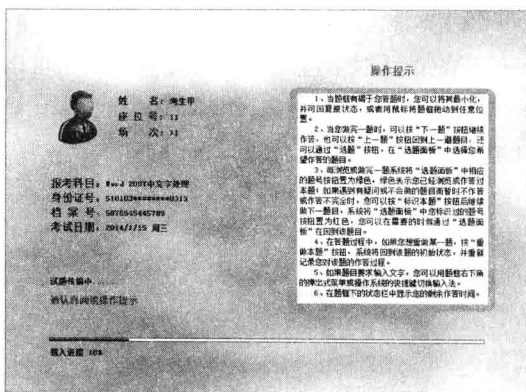 姓 名：考生甲
座位号：11
场 次：31
报考科目：Word 2007中文字处理
身份证号：510183********0313
档案号：5878545445789
考试日期：2014/1/15 周三
试题传输中......
请认真阅读操作提示
载入进度 10%
操作提示
1、当题框有碍于您答题时，您可以将其最小化，
并可回复原状态，或者用鼠标将题框拖动到任意位
置。
2、当您做完一题时，可以按“下一题”按钮继续
作答，也可以按“上一题”按钮回到上一道题目，还
可以通过“选题”按钮，在“选题面板”中选择您希
望作答的题目。
3、每浏览或做完一题系统将“选题面板”中相应
的题号按钮置为绿色，绿色表示您已经浏览或作答过
本题；如果遇到有疑问或不会做的题目而暂时不作答
或作答不完全时，您可以按“标识本题”按钮后继续
做下一题目，系统将“选题面板”中您标识过的题号
按钮置为红色，您可以在需要的时候通过“选题面
板”在回到该题目。
4、在答题过程中，如果您想重做某一题，按“重
做本题”按钮，系统将回到该题的初始状态，并重新
记录您对该题的作答过程。
5、如果题目要求输入文字，您可以用题框右下角
的弹出式菜单或操作系统的快捷键切换输入法。
6、在题框下的状态栏中显示您的剩余作答时间。